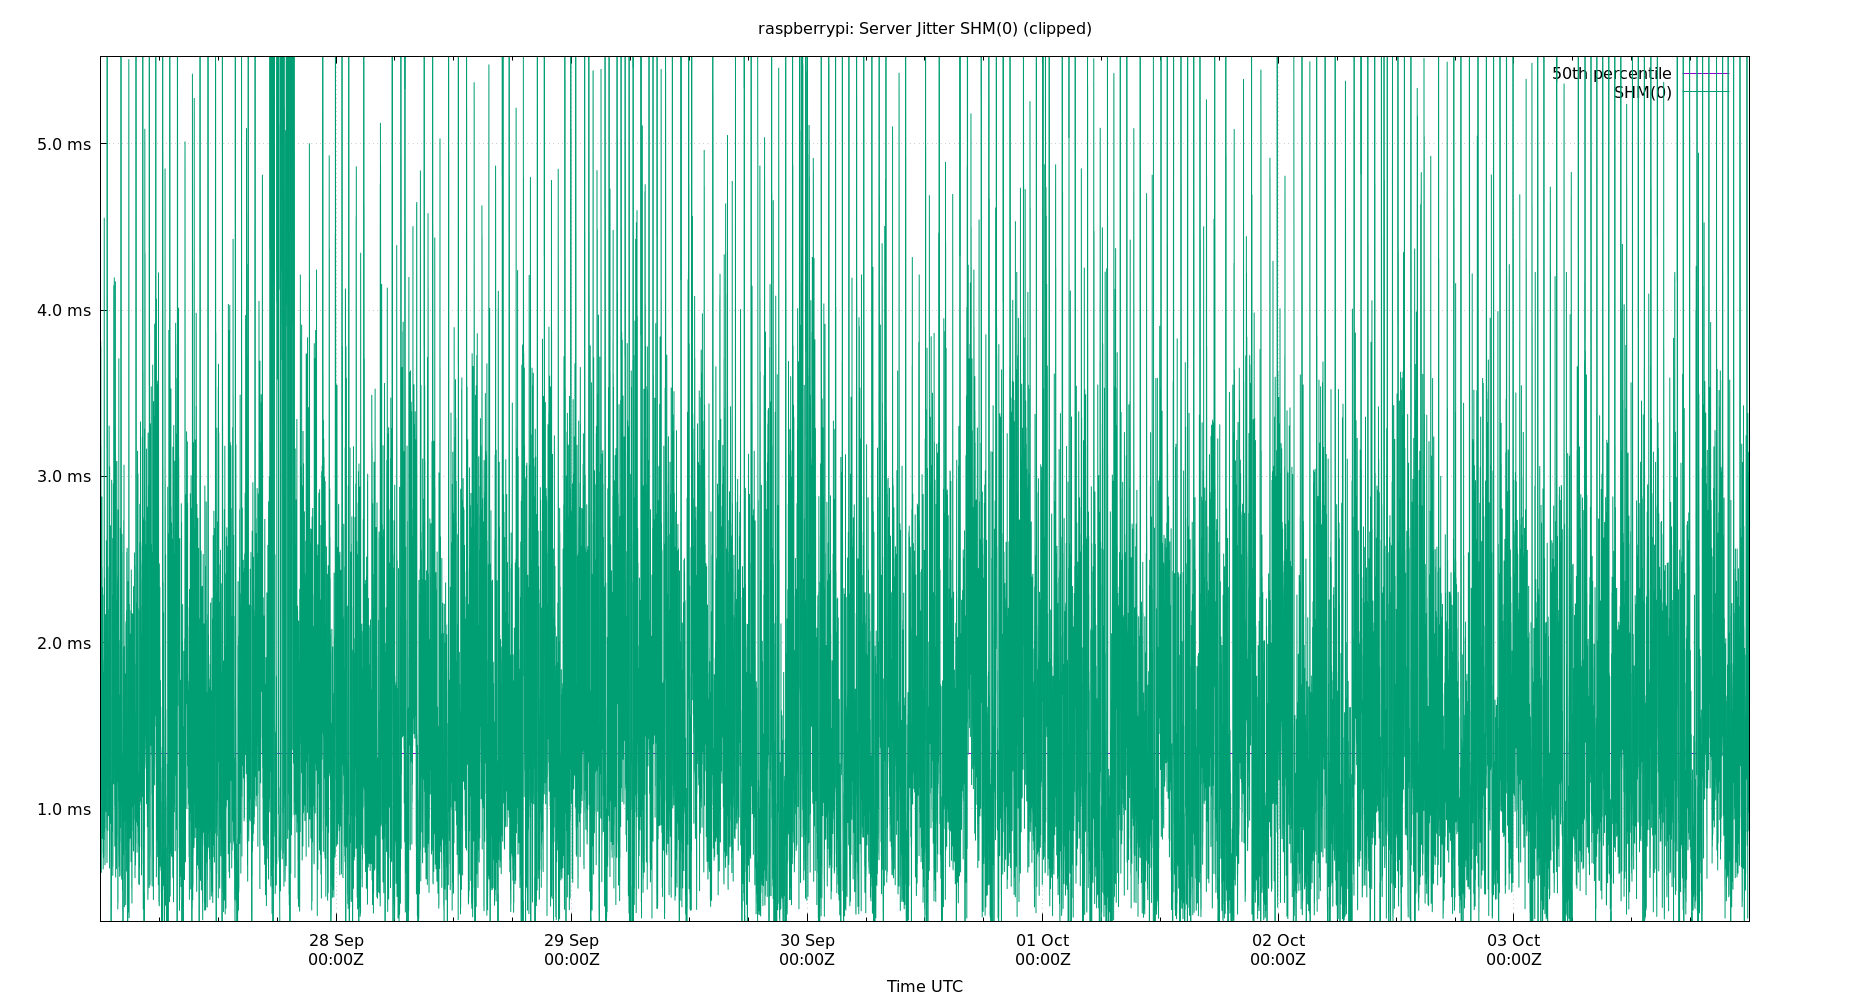 raspberrypi: Server Jitter SHM(0) (clipped)
50th percentile
SHM(0)
5.0 ms
4.0 ms
3.0 ms
2.0 ms
1.0 ms
28 Sep 29 Sep 30 Sep 01 Oct 02 Oct 03 Oct
00:00Z 00:00Z 00:00Z 00:00Z 00:00Z 00:00Z
Time UTC